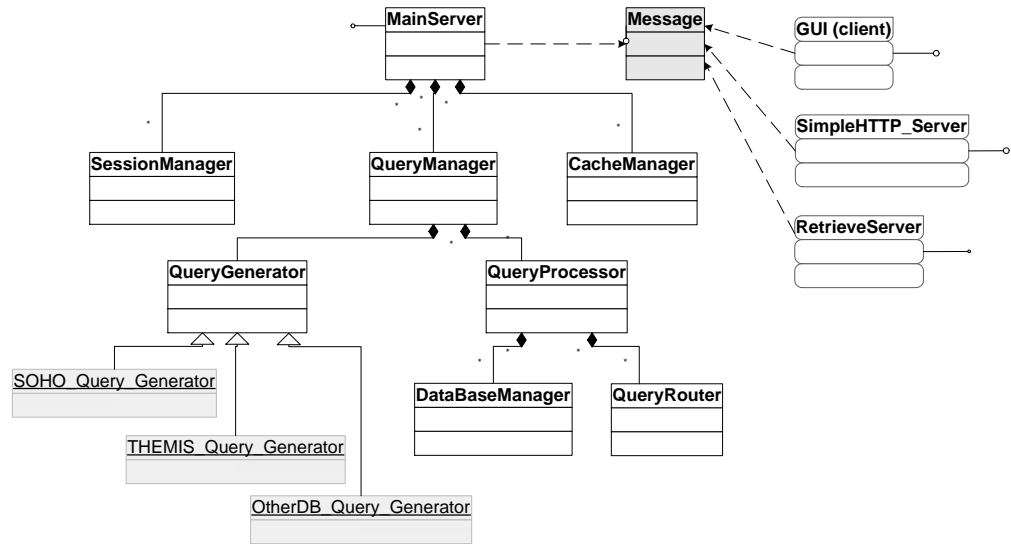 MainServer
Message
GUI (client)
* * *
* * *
SimpleHTTP_Server
SessionManager
QueryManager
CacheManager
RetrieveServer
* *
QueryGenerator
QueryProcessor
* *
* *
SOHO_Query_Generator
DataBaseManager
QueryRouter
THEMIS_Query_Generator
OtherDB_Query_Generator